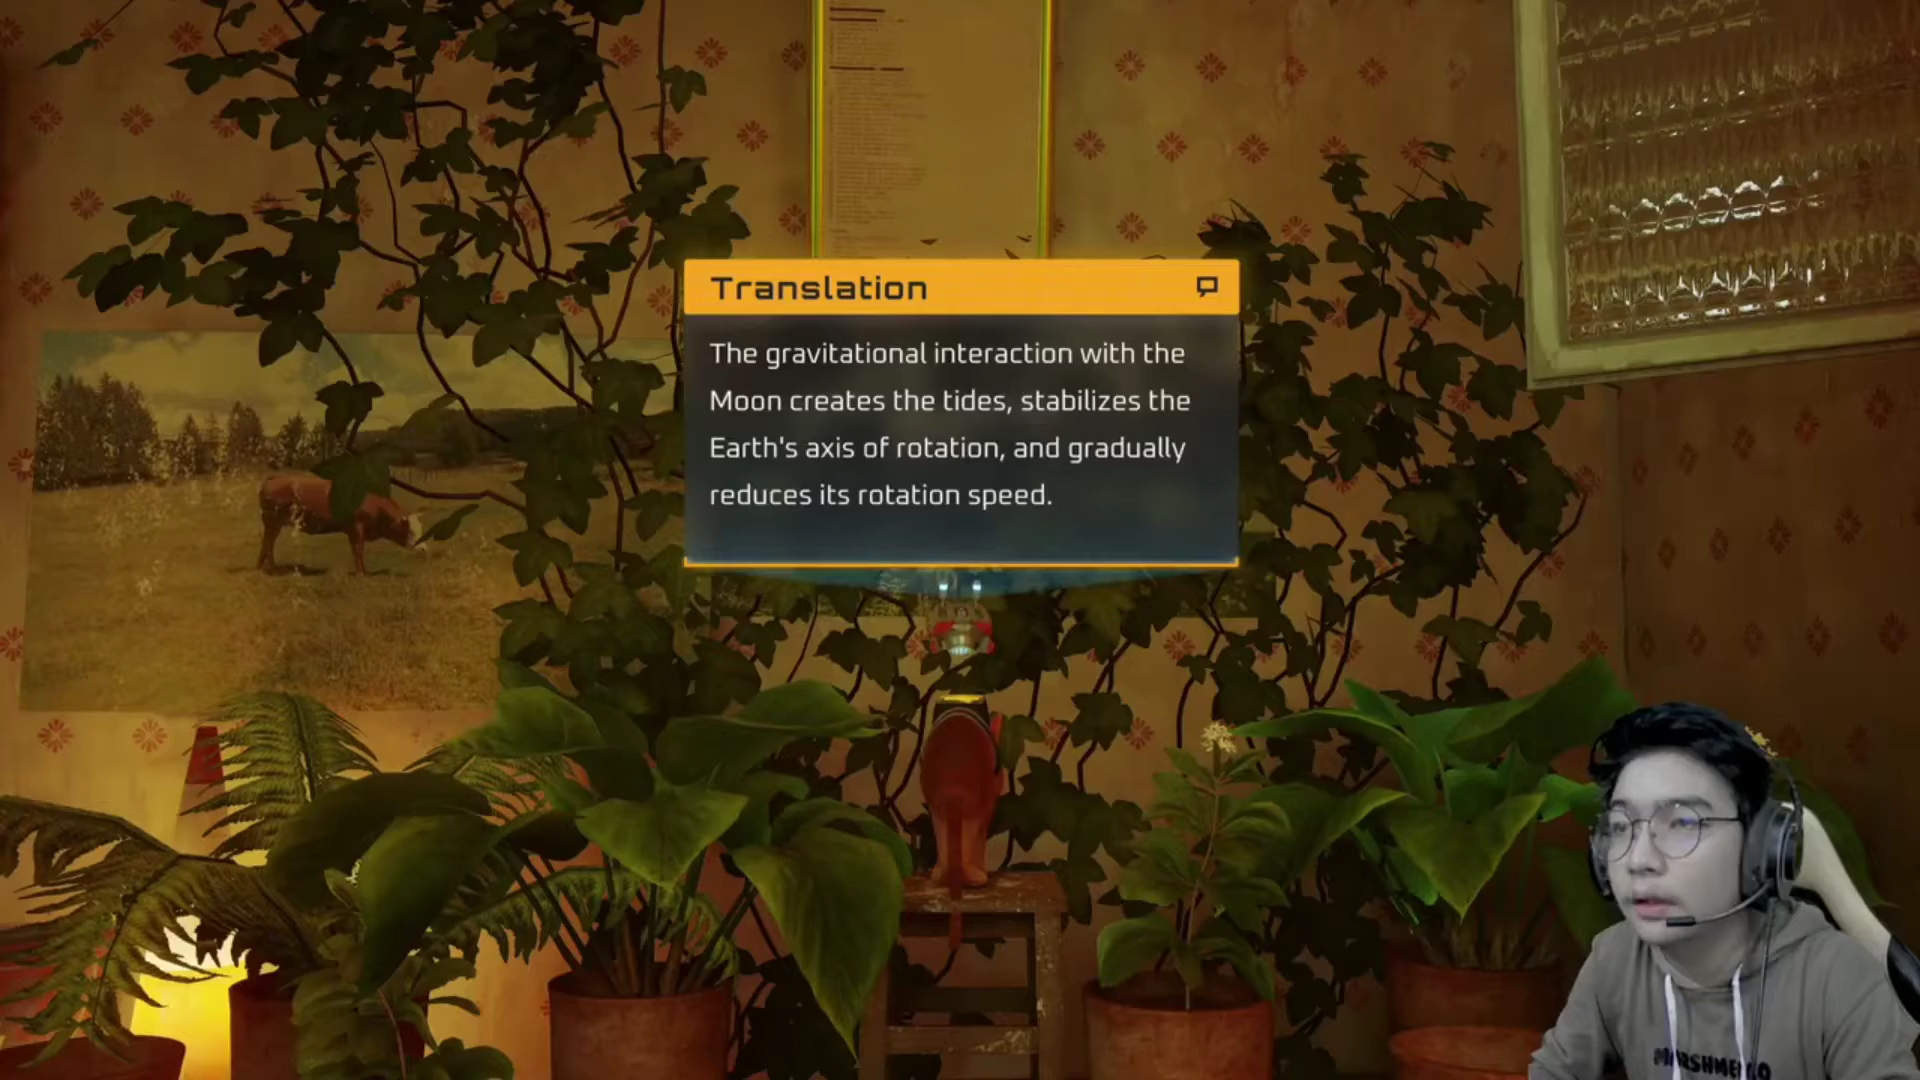 Translation
The gravitational interaction with the
Moon creates the tides, stabilizes the
Earth's axis of rotation, and gradually
reduces its rotation speed.